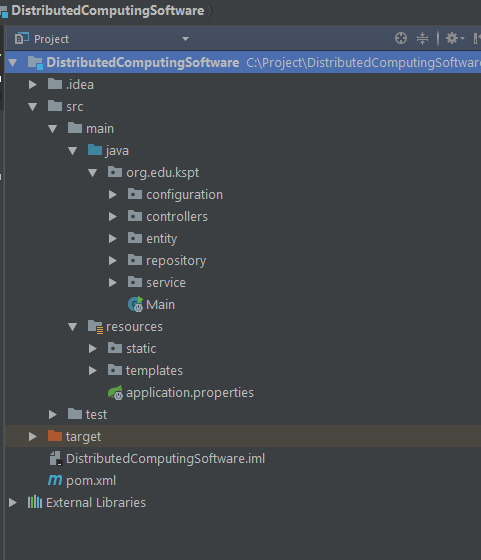 DistributedComputingSoftware
Project
DistributedComputingSoftware C:\Project\DistributedComputingSoftware
.idea
src
main
java
org.edu.kspt
configuration
controllers
entity
repository
service
Main
resources
static
templates
application.properties
test
target
DistributedComputingSoftware.iml
pom.xml
External Libraries